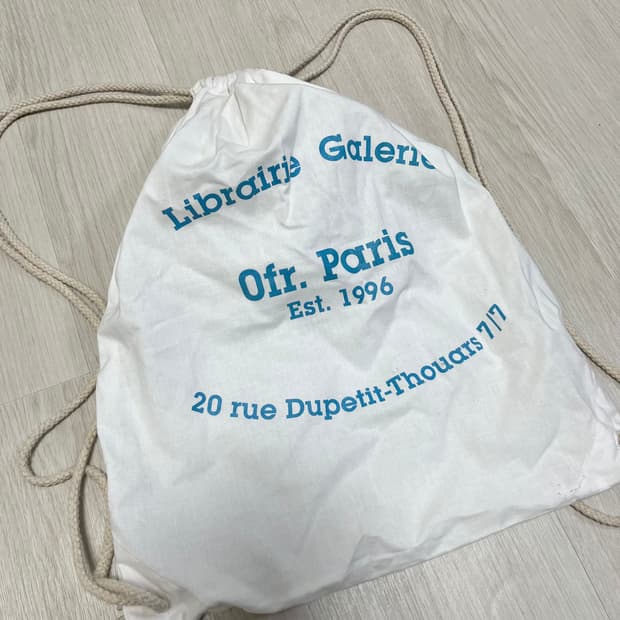 Librairie Galerie
Ofr. Paris
Est. 1996
20 rue Dupetit-Thouars 7/7